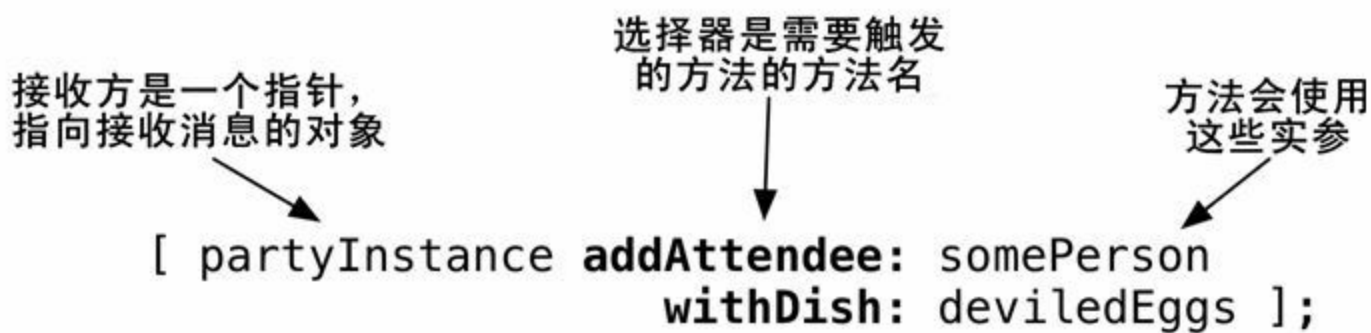 选择器是需要触发
的方法的方法名
接收方是一个指针，
指向接收消息的对象
方法会使用
这些实参
[ partyInstance addAttendee: somePerson
withDish: deviledEggs ];